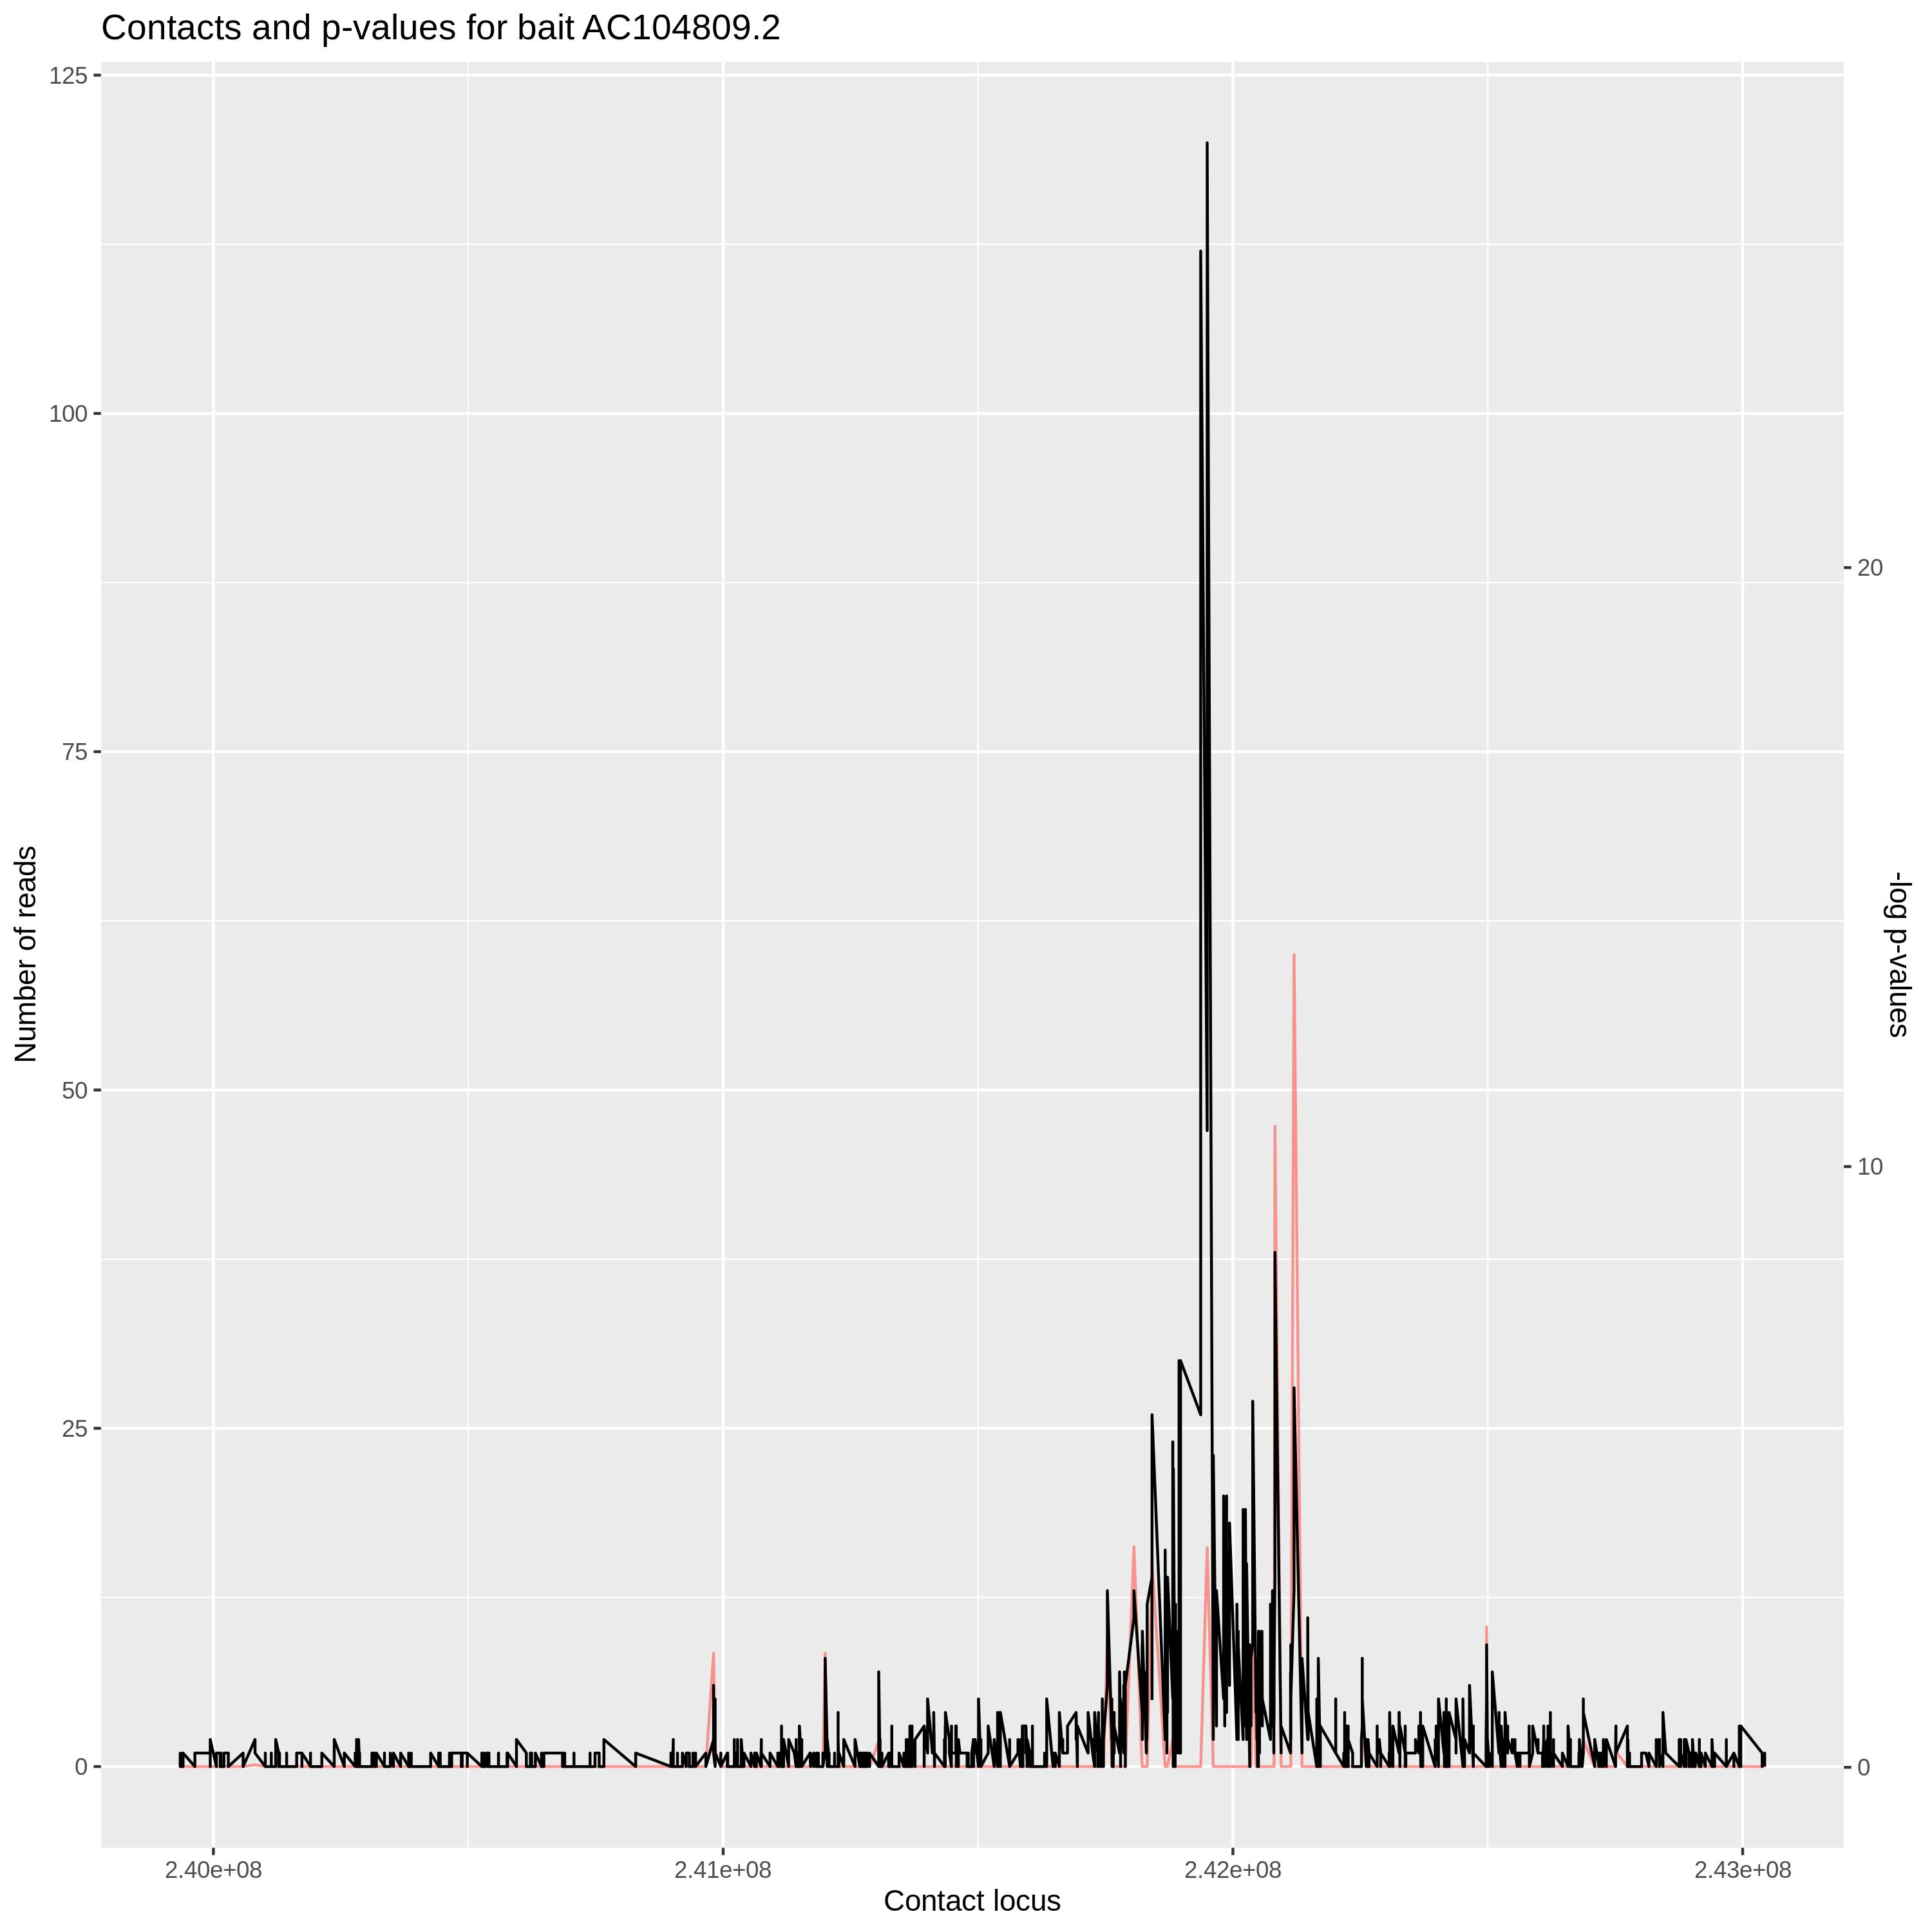 Contacts and p-values for bait AC104809.2
125
100
75
50
25
0
Number of reads
20
10
0
-log p-values
2.40e+08
2.41e+08
2.42e+08
2.43e+08
Contact locus